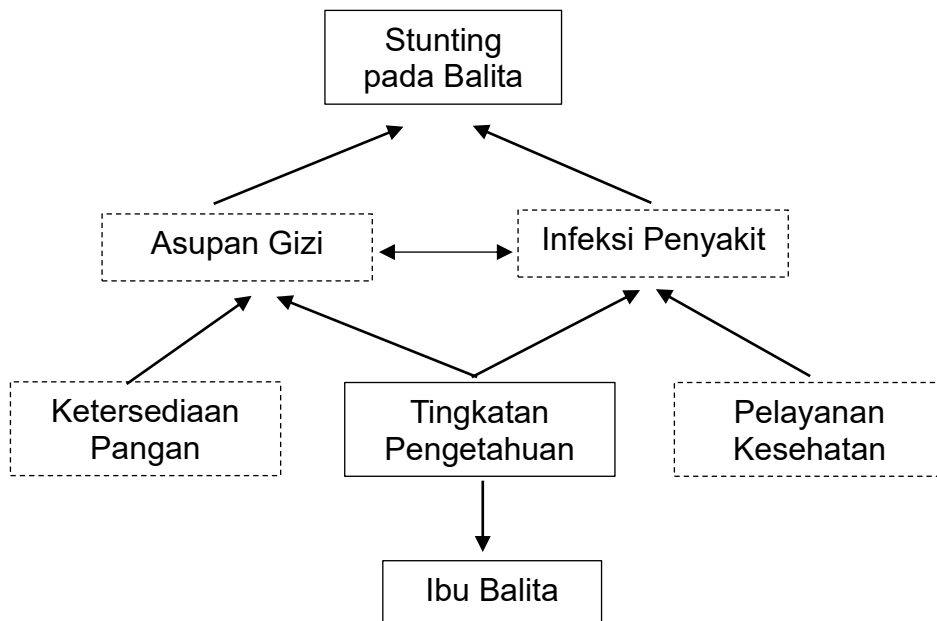 Stunting
pada Balita
Asupan Gizi
Infeksi Penyakit
Ketersediaan
Pangan
Tingkatan
Pengetahuan
Pelayanan
Kesehatan
Ibu Balita